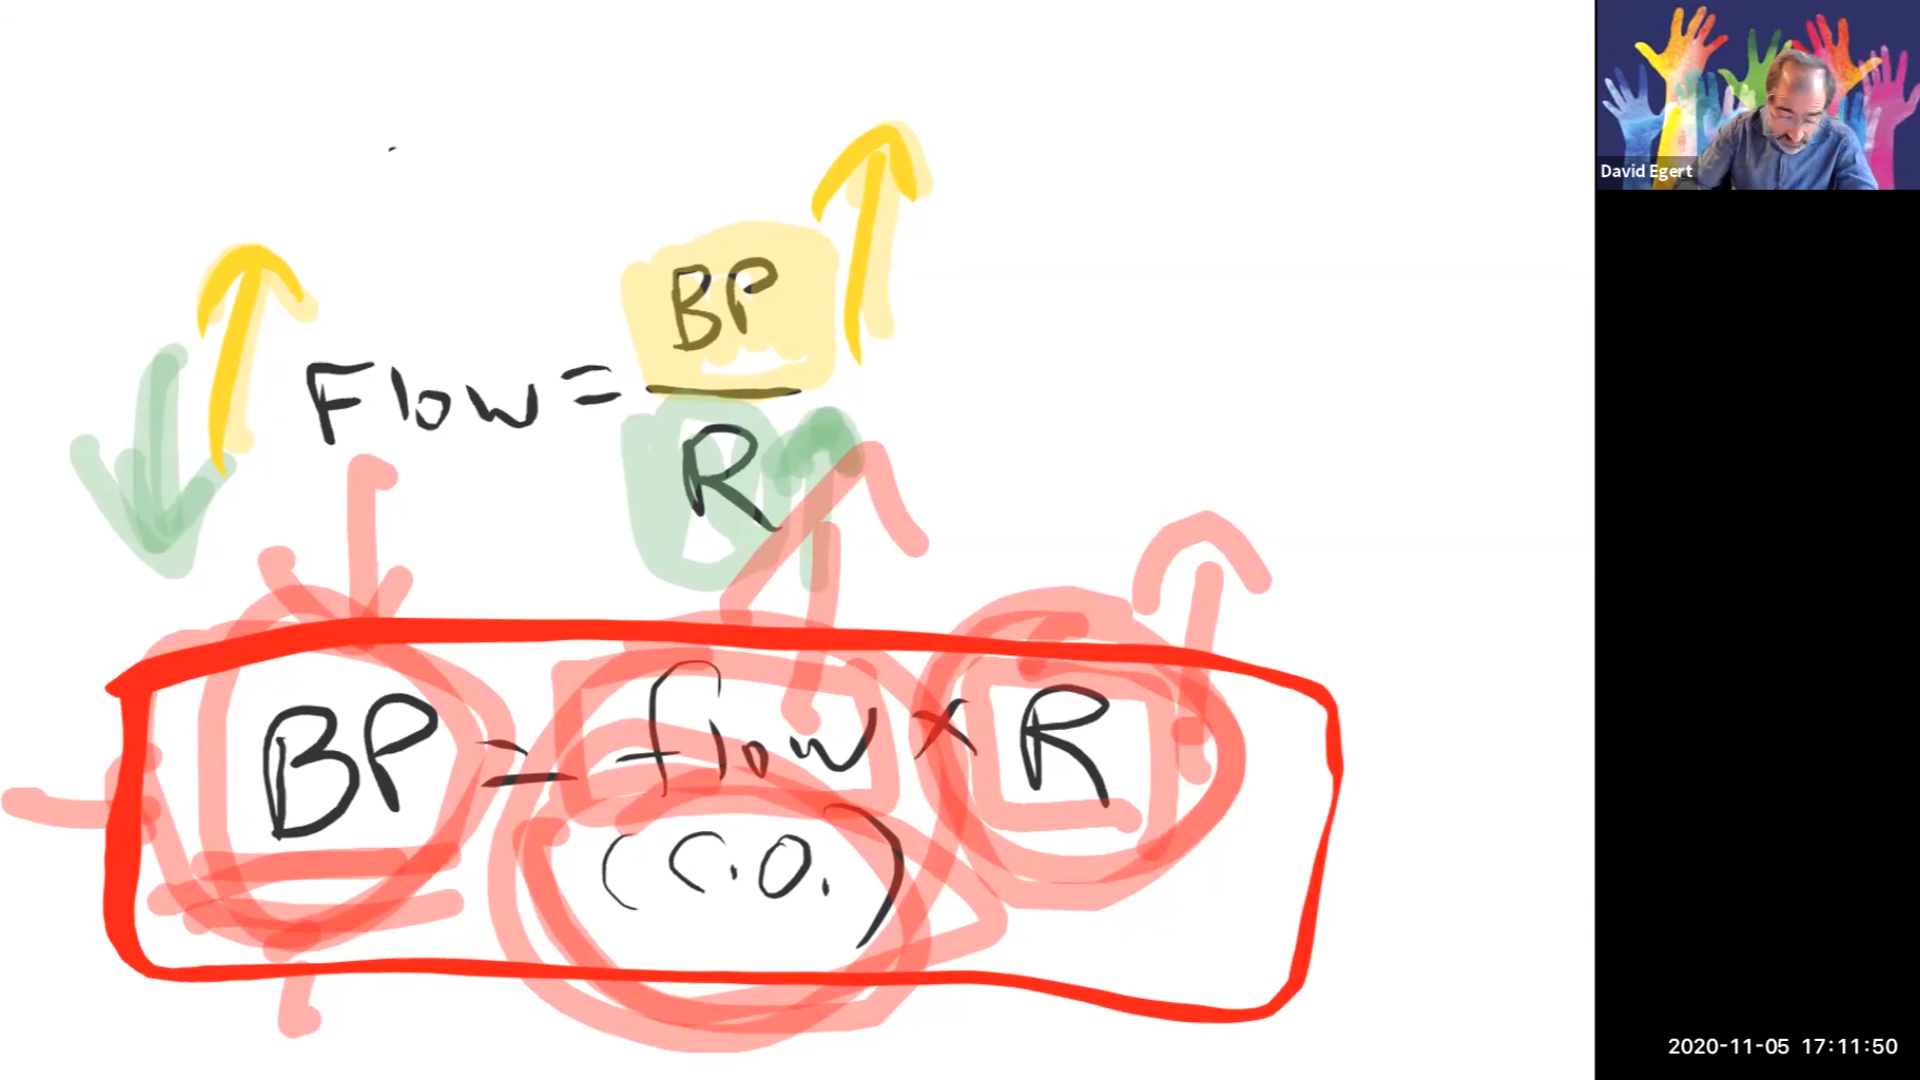 Flow = BP
R
BP = flow x R
(C.O.)
David Egert
2020-11-05 17:11:50